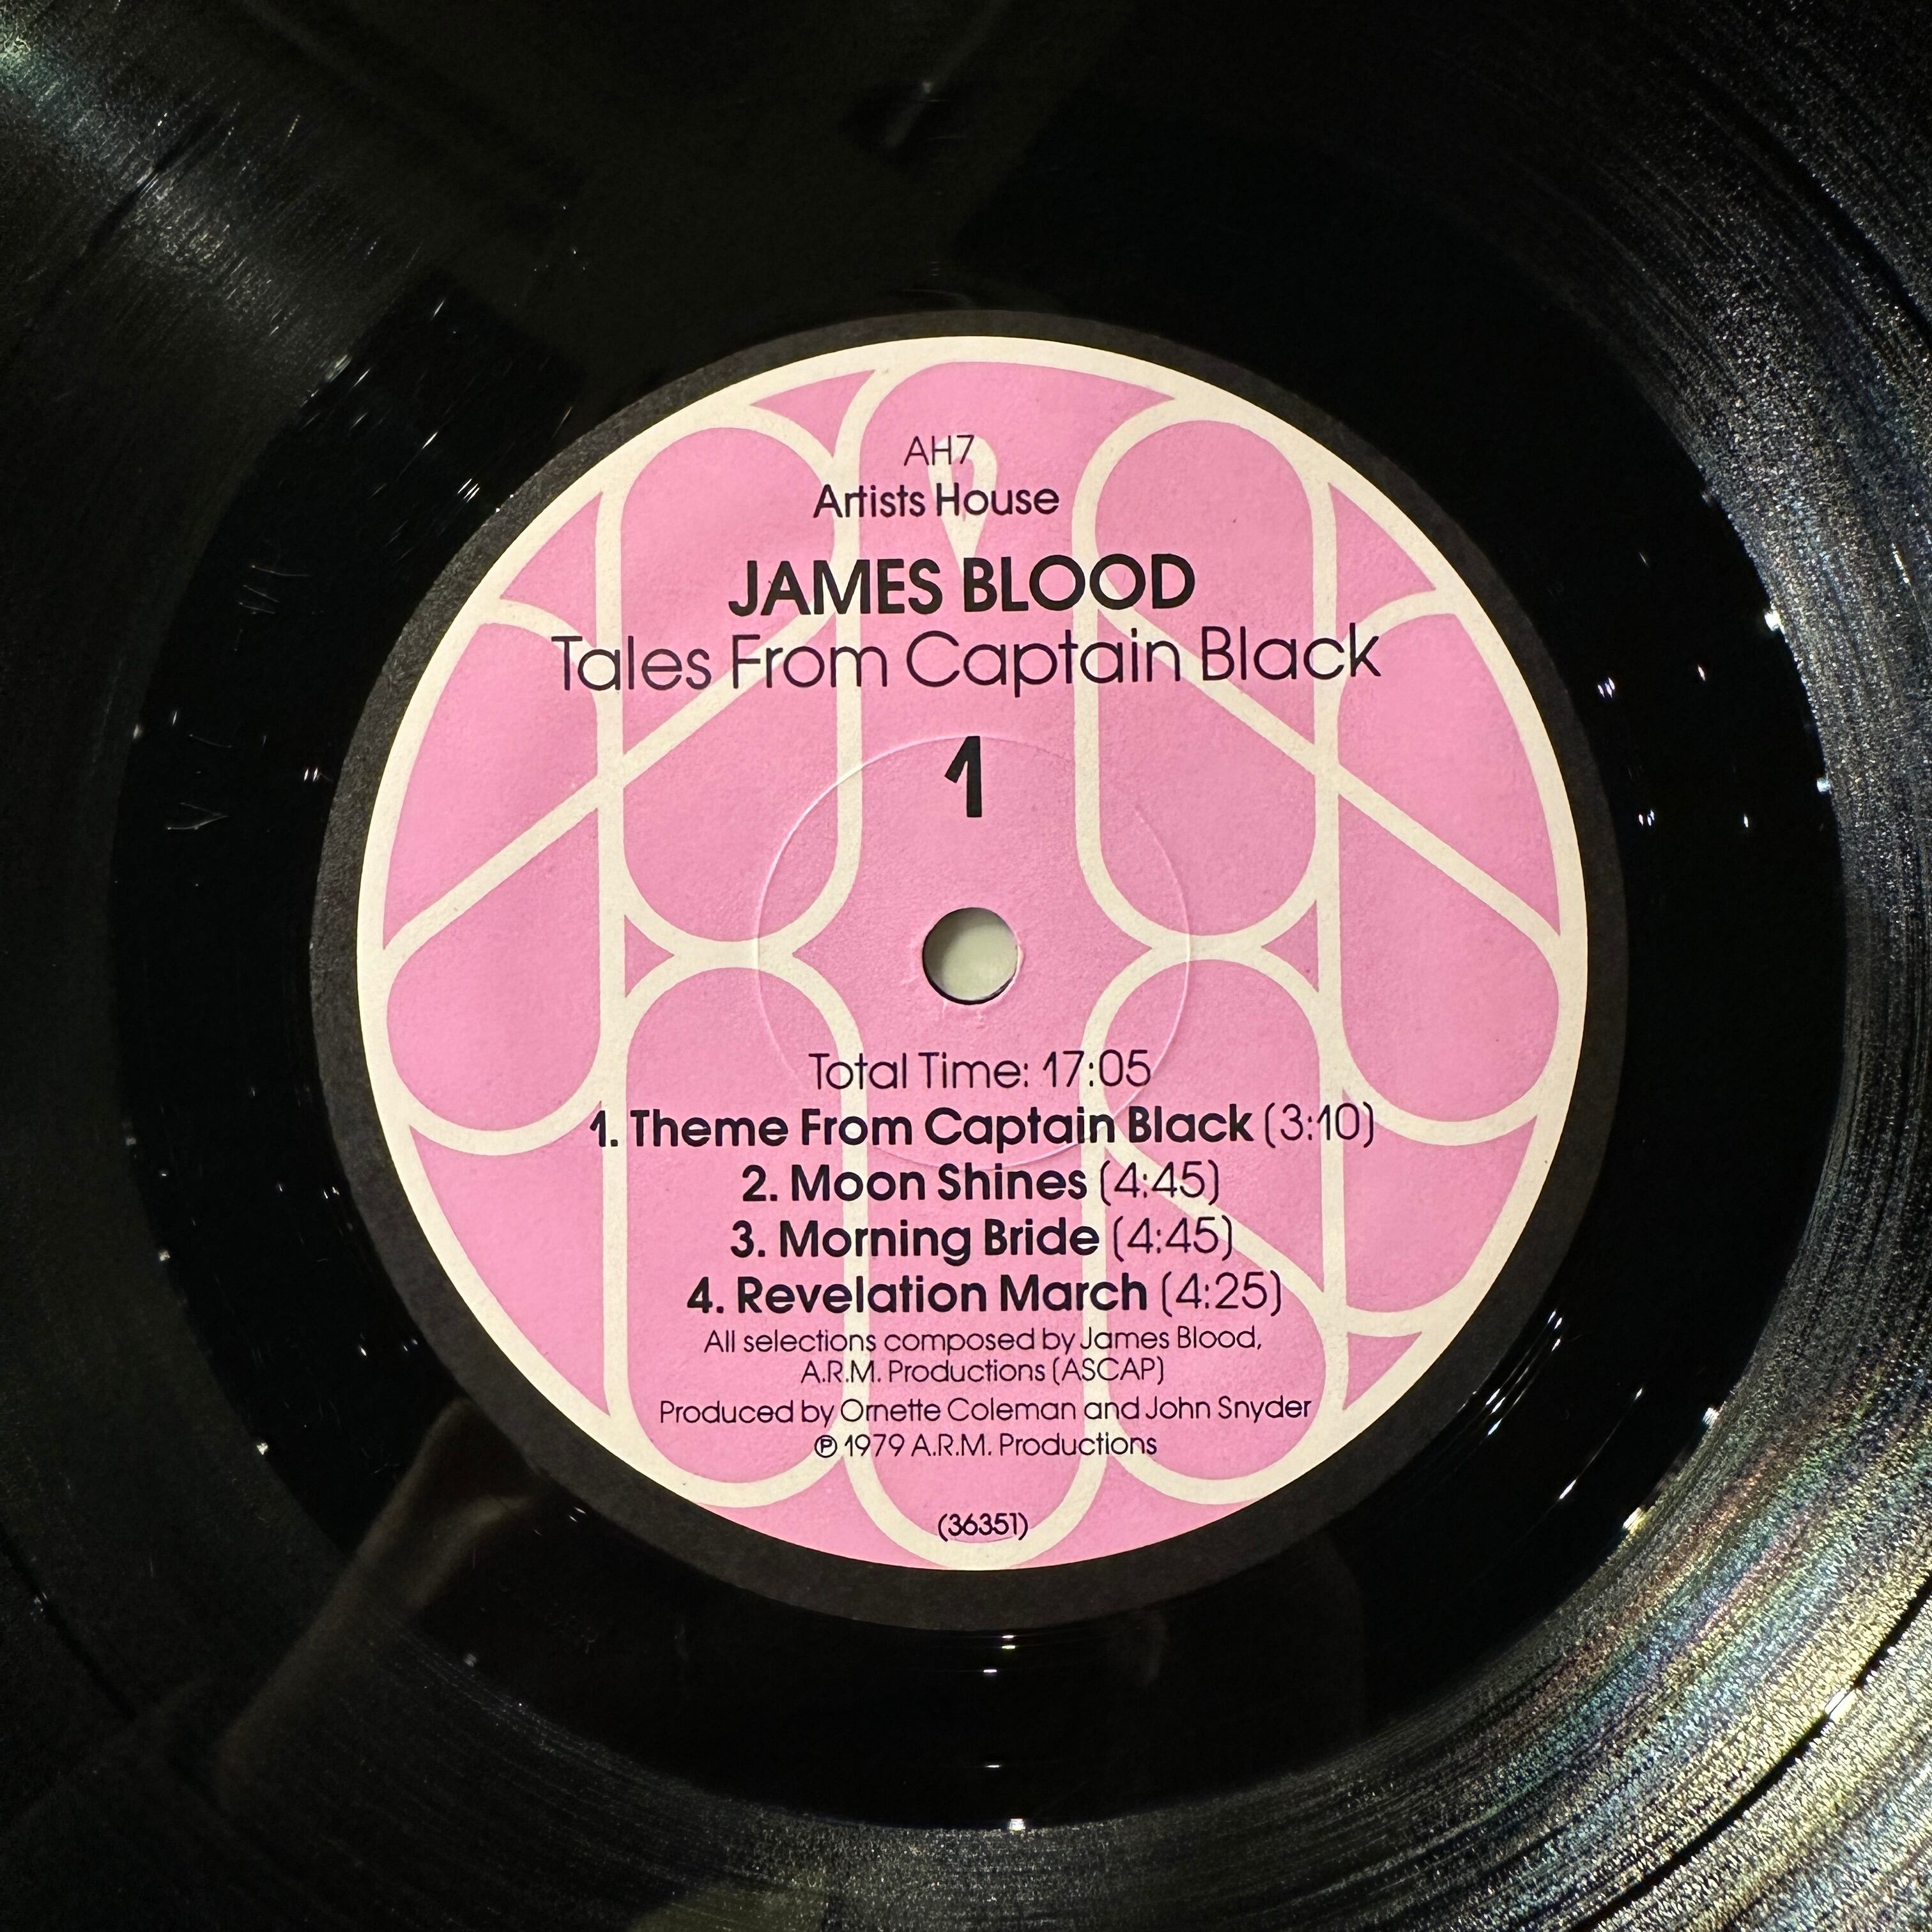 AH7
Artists House
JAMES BLOOD
Tales From Captain Black
1
Total Time: 17:05
1. Theme From Captain Black (3:10)
2. Moon Shines (4:45)
3. Morning Bride (4:45)
4. Revelation March (4:25)
All selections composed by James Blood,
A.R.M. Productions (ASCAP)
Produced by Ornette Coleman and John Snyder
℗ 1979 A.R.M. Productions
(36351)